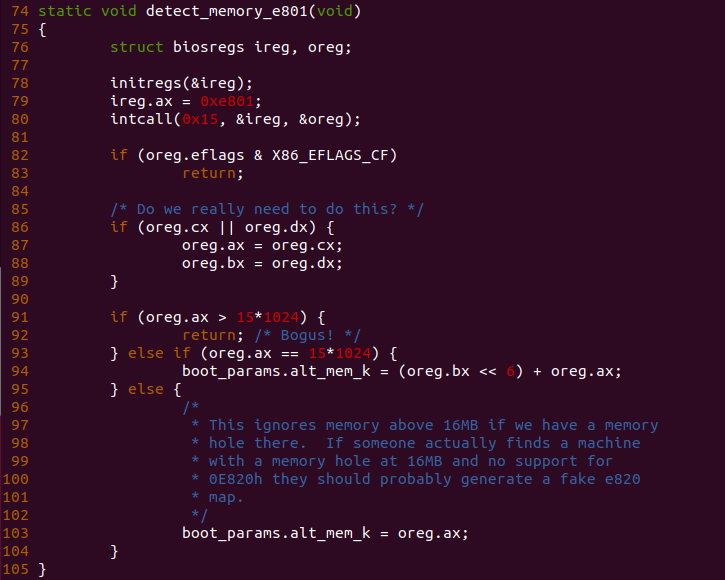 74 static void detect_memory_e801(void)
75 {
76         struct biosregs ireg, oreg;
77
78         initregs(&ireg);
79         ireg.ax = 0xe801;
80         intcall(0x15, &ireg, &oreg);
81
82         if (oreg.eflags & X86_EFLAGS_CF)
83                 return;
84
85         /* Do we really need to do this? */
86         if (oreg.cx || oreg.dx) {
87                 oreg.ax = oreg.cx;
88                 oreg.bx = oreg.dx;
89         }
90
91         if (oreg.ax > 15*1024) {
92                 return; /* Bogus! */
93         } else if (oreg.ax == 15*1024) {
94                 boot_params.alt_mem_k = (oreg.bx << 6) + oreg.ax;
95         } else {
96                 /*
97                  * This ignores memory above 16MB if we have a memory
98                  * hole there.  If someone actually finds a machine
99                  * with a memory hole at 16MB and no support for
100                  * 0E820h they should probably generate a fake e820
101                  * map.
102                  */
103                 boot_params.alt_mem_k = oreg.ax;
104         }
105 }